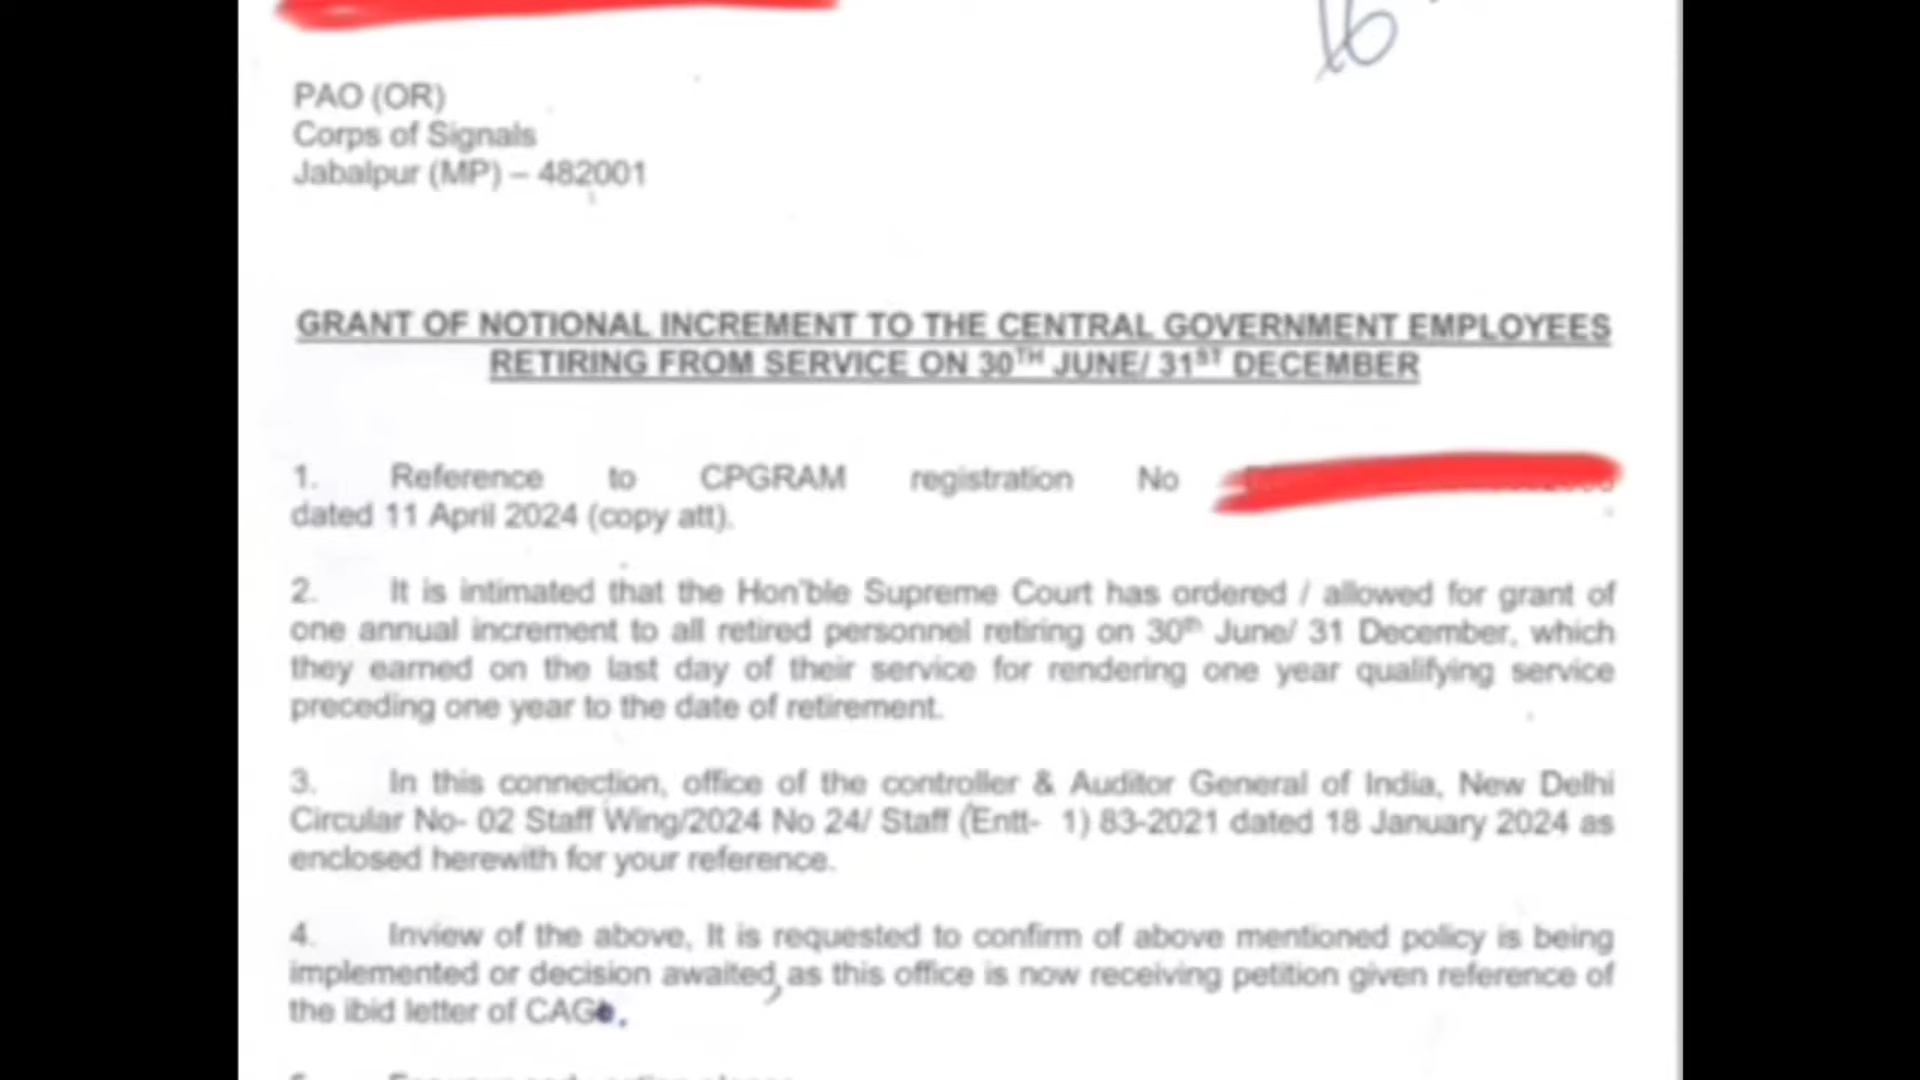 16
PAO (OR)
Corps of Signals
Jabalpur (MP) – 482001
GRANT OF NOTIONAL INCREMENT TO THE CENTRAL GOVERNMENT EMPLOYEES
RETIRING FROM SERVICE ON 30TH JUNE/ 31ST DECEMBER
1. Reference to CPGRAM registration No
dated 11 April 2024 (copy att).
2. It is intimated that the Hon'ble Supreme Court has ordered / allowed for grant of
one annual increment to all retired personnel retiring on 30th June/ 31 December, which
they earned on the last day of their service for rendering one year qualifying service
preceding one year to the date of retirement.
3. In this connection, office of the controller & Auditor General of India, New Delhi
Circular No- 02 Staff Wing/2024 No 24/ Staff (Entt- 1) 83-2021 dated 18 January 2024 as
enclosed herewith for your reference.
4. Inview of the above, It is requested to confirm of above mentioned policy is being
implemented or decision awaited, as this office is now receiving petition given reference of
the ibid letter of CAG.